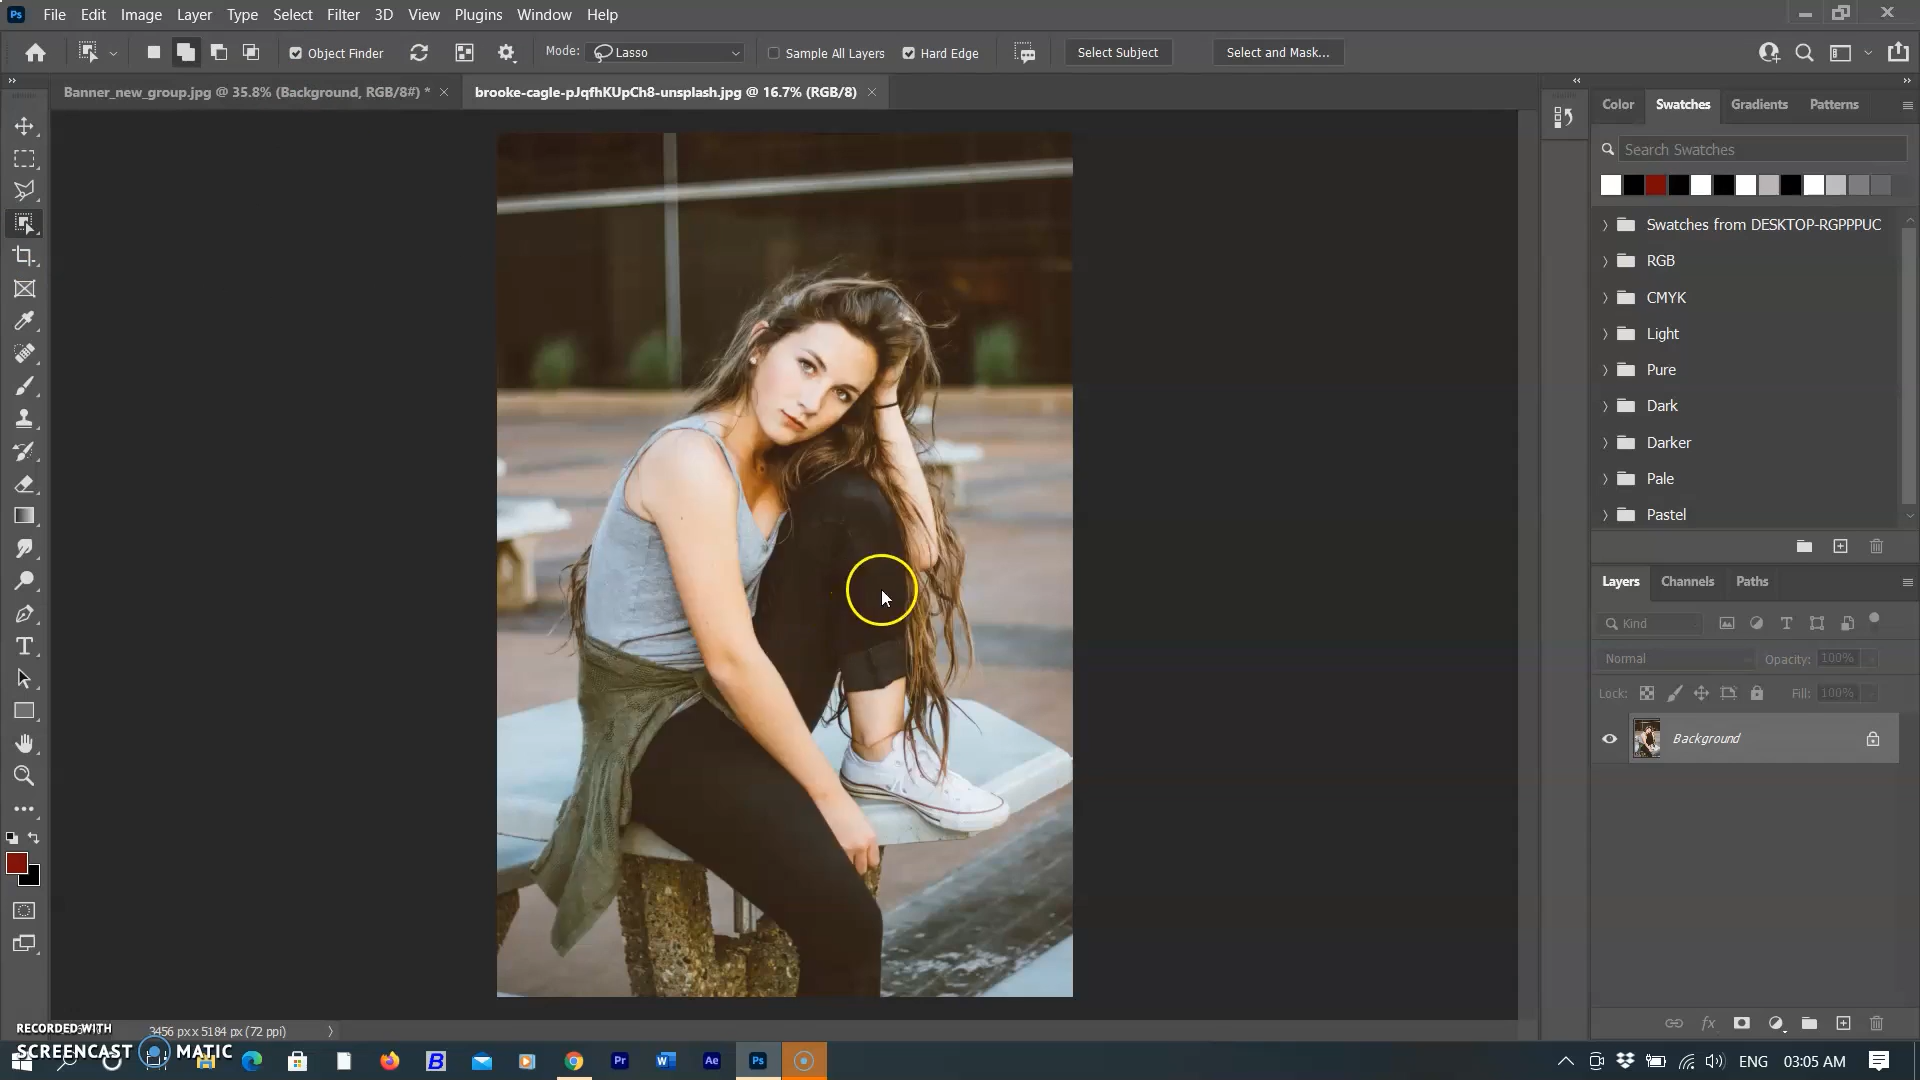 Ps File Edit Image Layer Type Select Filter 3D View Plugins Window Help
Object Finder Mode: Lasso Sample All Layers Hard Edge Select Subject Select and Mask...
Banner_new_group.jpg @ 35.8% (Background, RGB/8#) * brooke-cagle-pJqfhKUpCh8-unsplash.jpg @ 16.7% (RGB/8)
Color Swatches Gradients Patterns
Search Swatches
Swatches from DESKTOP-RGPPPUC
RGB
CMYK
Light
Pure
Dark
Darker
Pale
Pastel
Layers Channels Paths
Kind
Normal Opacity: 100%
Lock: Fill: 100%
Background
3456 px x 5184 px (72 ppi)
RECORDED WITH
SCREENCAST MATIC
Pr W Ae Ps ENG 03:05 AM